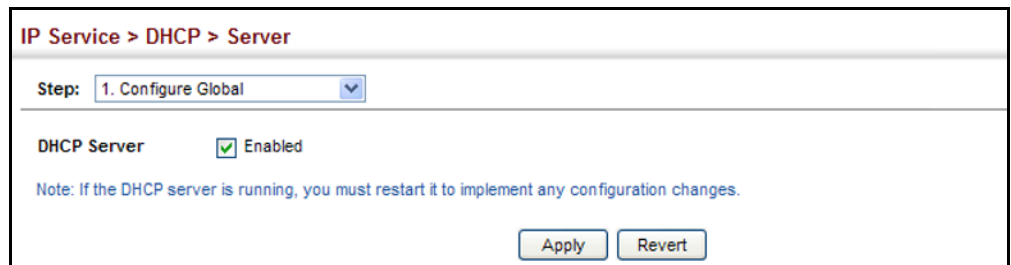 IP Service > DHCP > Server
Step: 1. Configure Global
DHCP Server Enabled
Note: If the DHCP server is running, you must restart it to implement any configuration changes.
Apply Revert